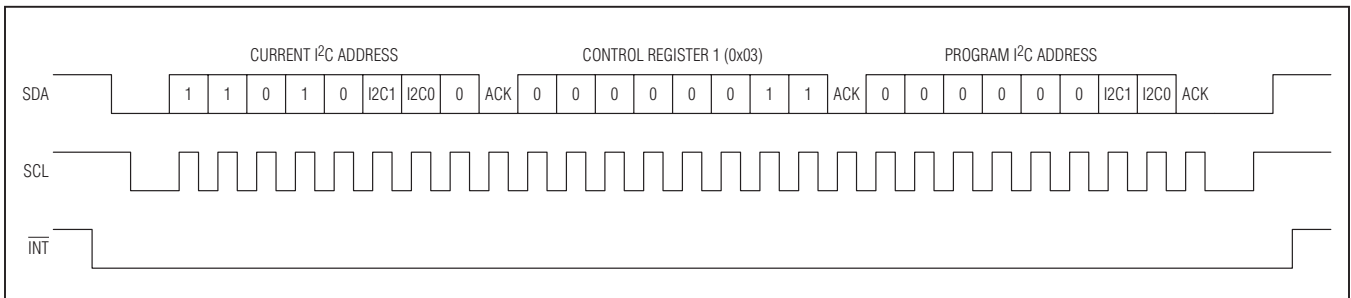 CURRENT I2C ADDRESS CONTROL REGISTER 1 (0x03) PROGRAM I2C ADDRESS
SDA 1 1 0 1 0 I2C1 I2C0 0 ACK 0 0 0 0 0 0 1 1 ACK 0 0 0 0 0 0 I2C1 I2C0 ACK
SCL
INT